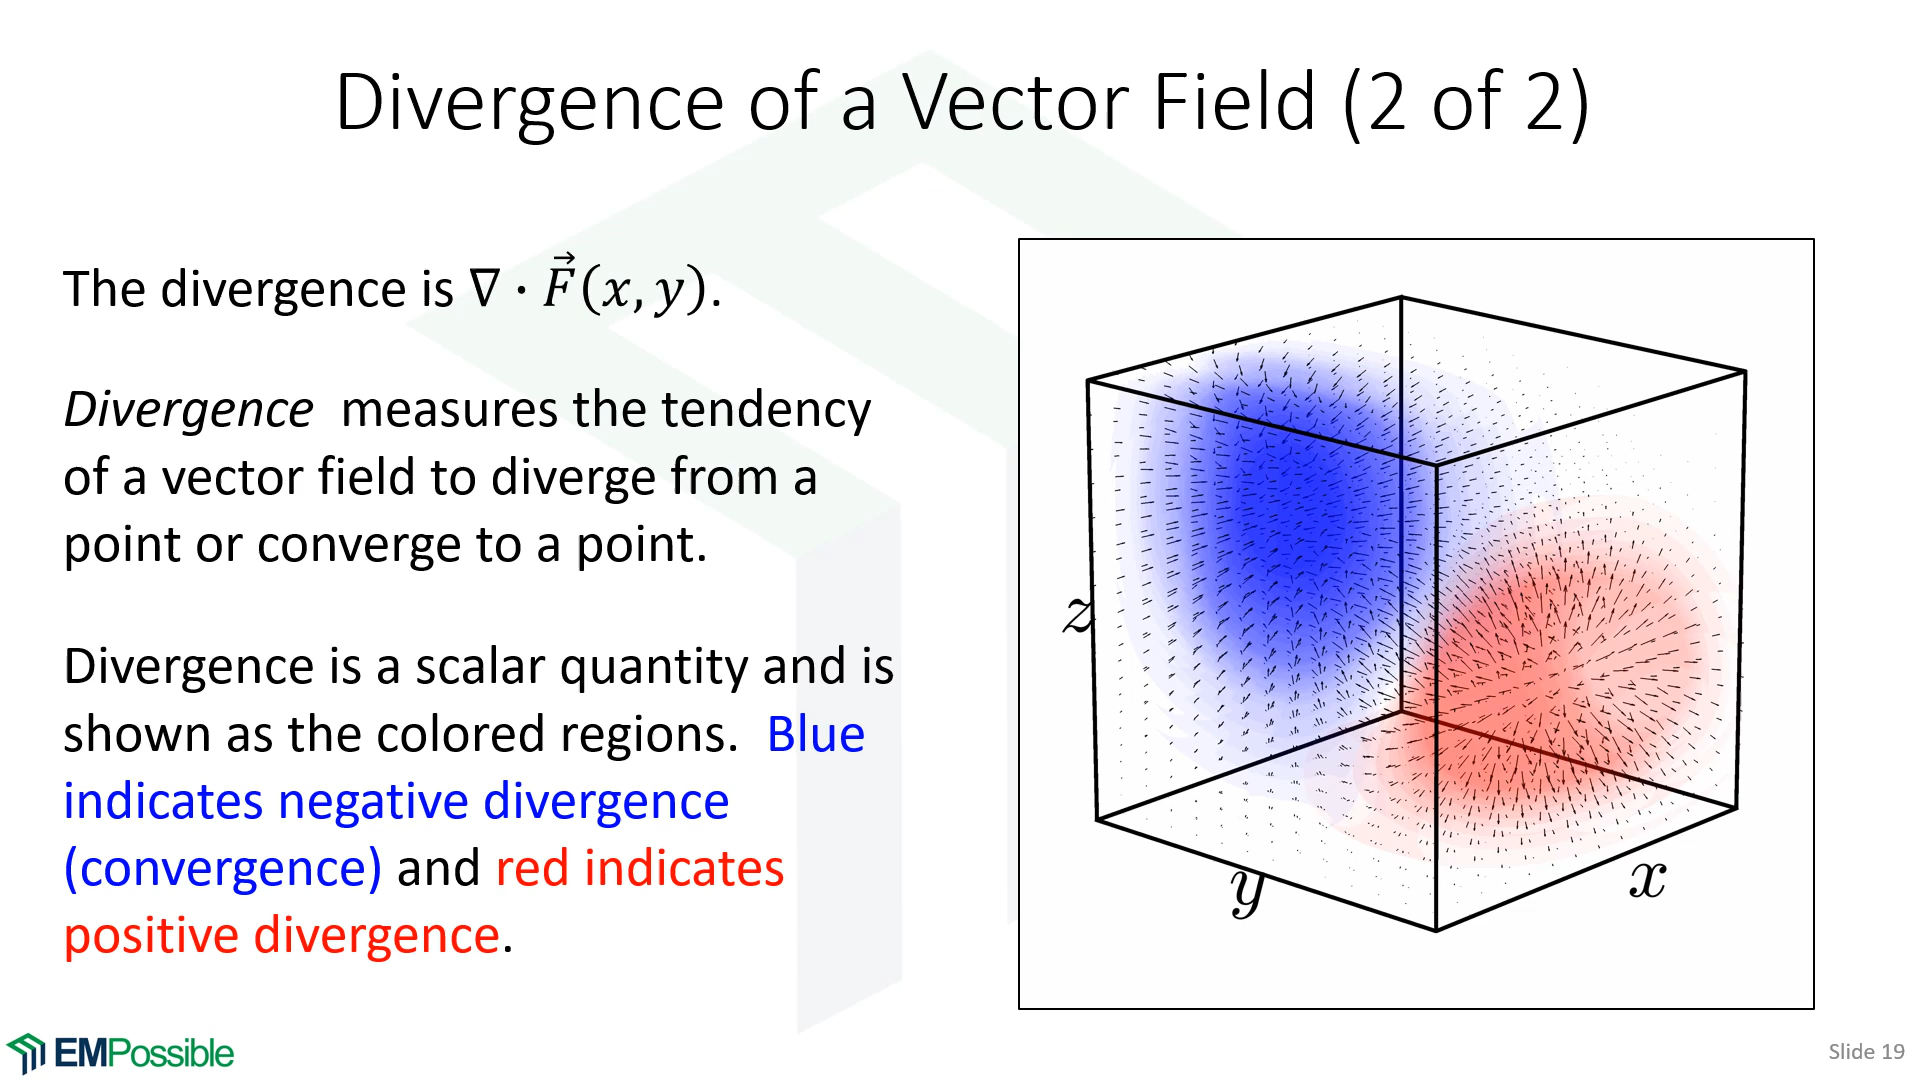 Divergence of a Vector Field (2 of 2)
The divergence is ∇ · F⃗(x, y).
Divergence measures the tendency
of a vector field to diverge from a
point or converge to a point.
Divergence is a scalar quantity and is
shown as the colored regions. Blue
indicates negative divergence
(convergence) and red indicates
positive divergence.
z
y
x
EMPossible
Slide 19